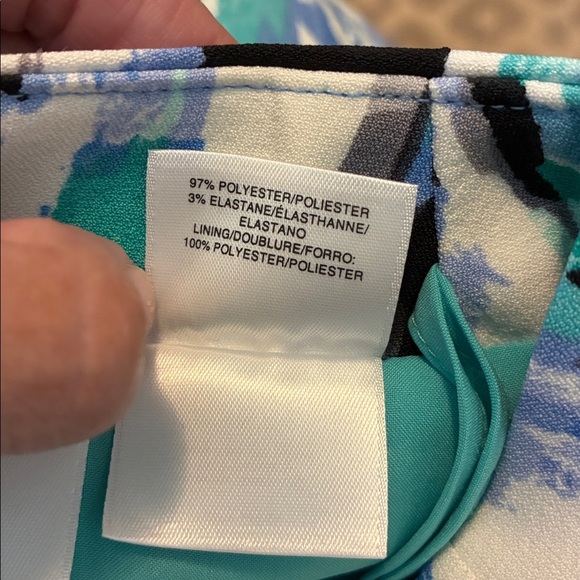 97% POLYESTER/POLIESTER
3% ELASTANE/ÉLASTHANNE/
ELASTANO
LINING/DOUBLURE/FORRO:
100% POLYESTER/POLIESTER